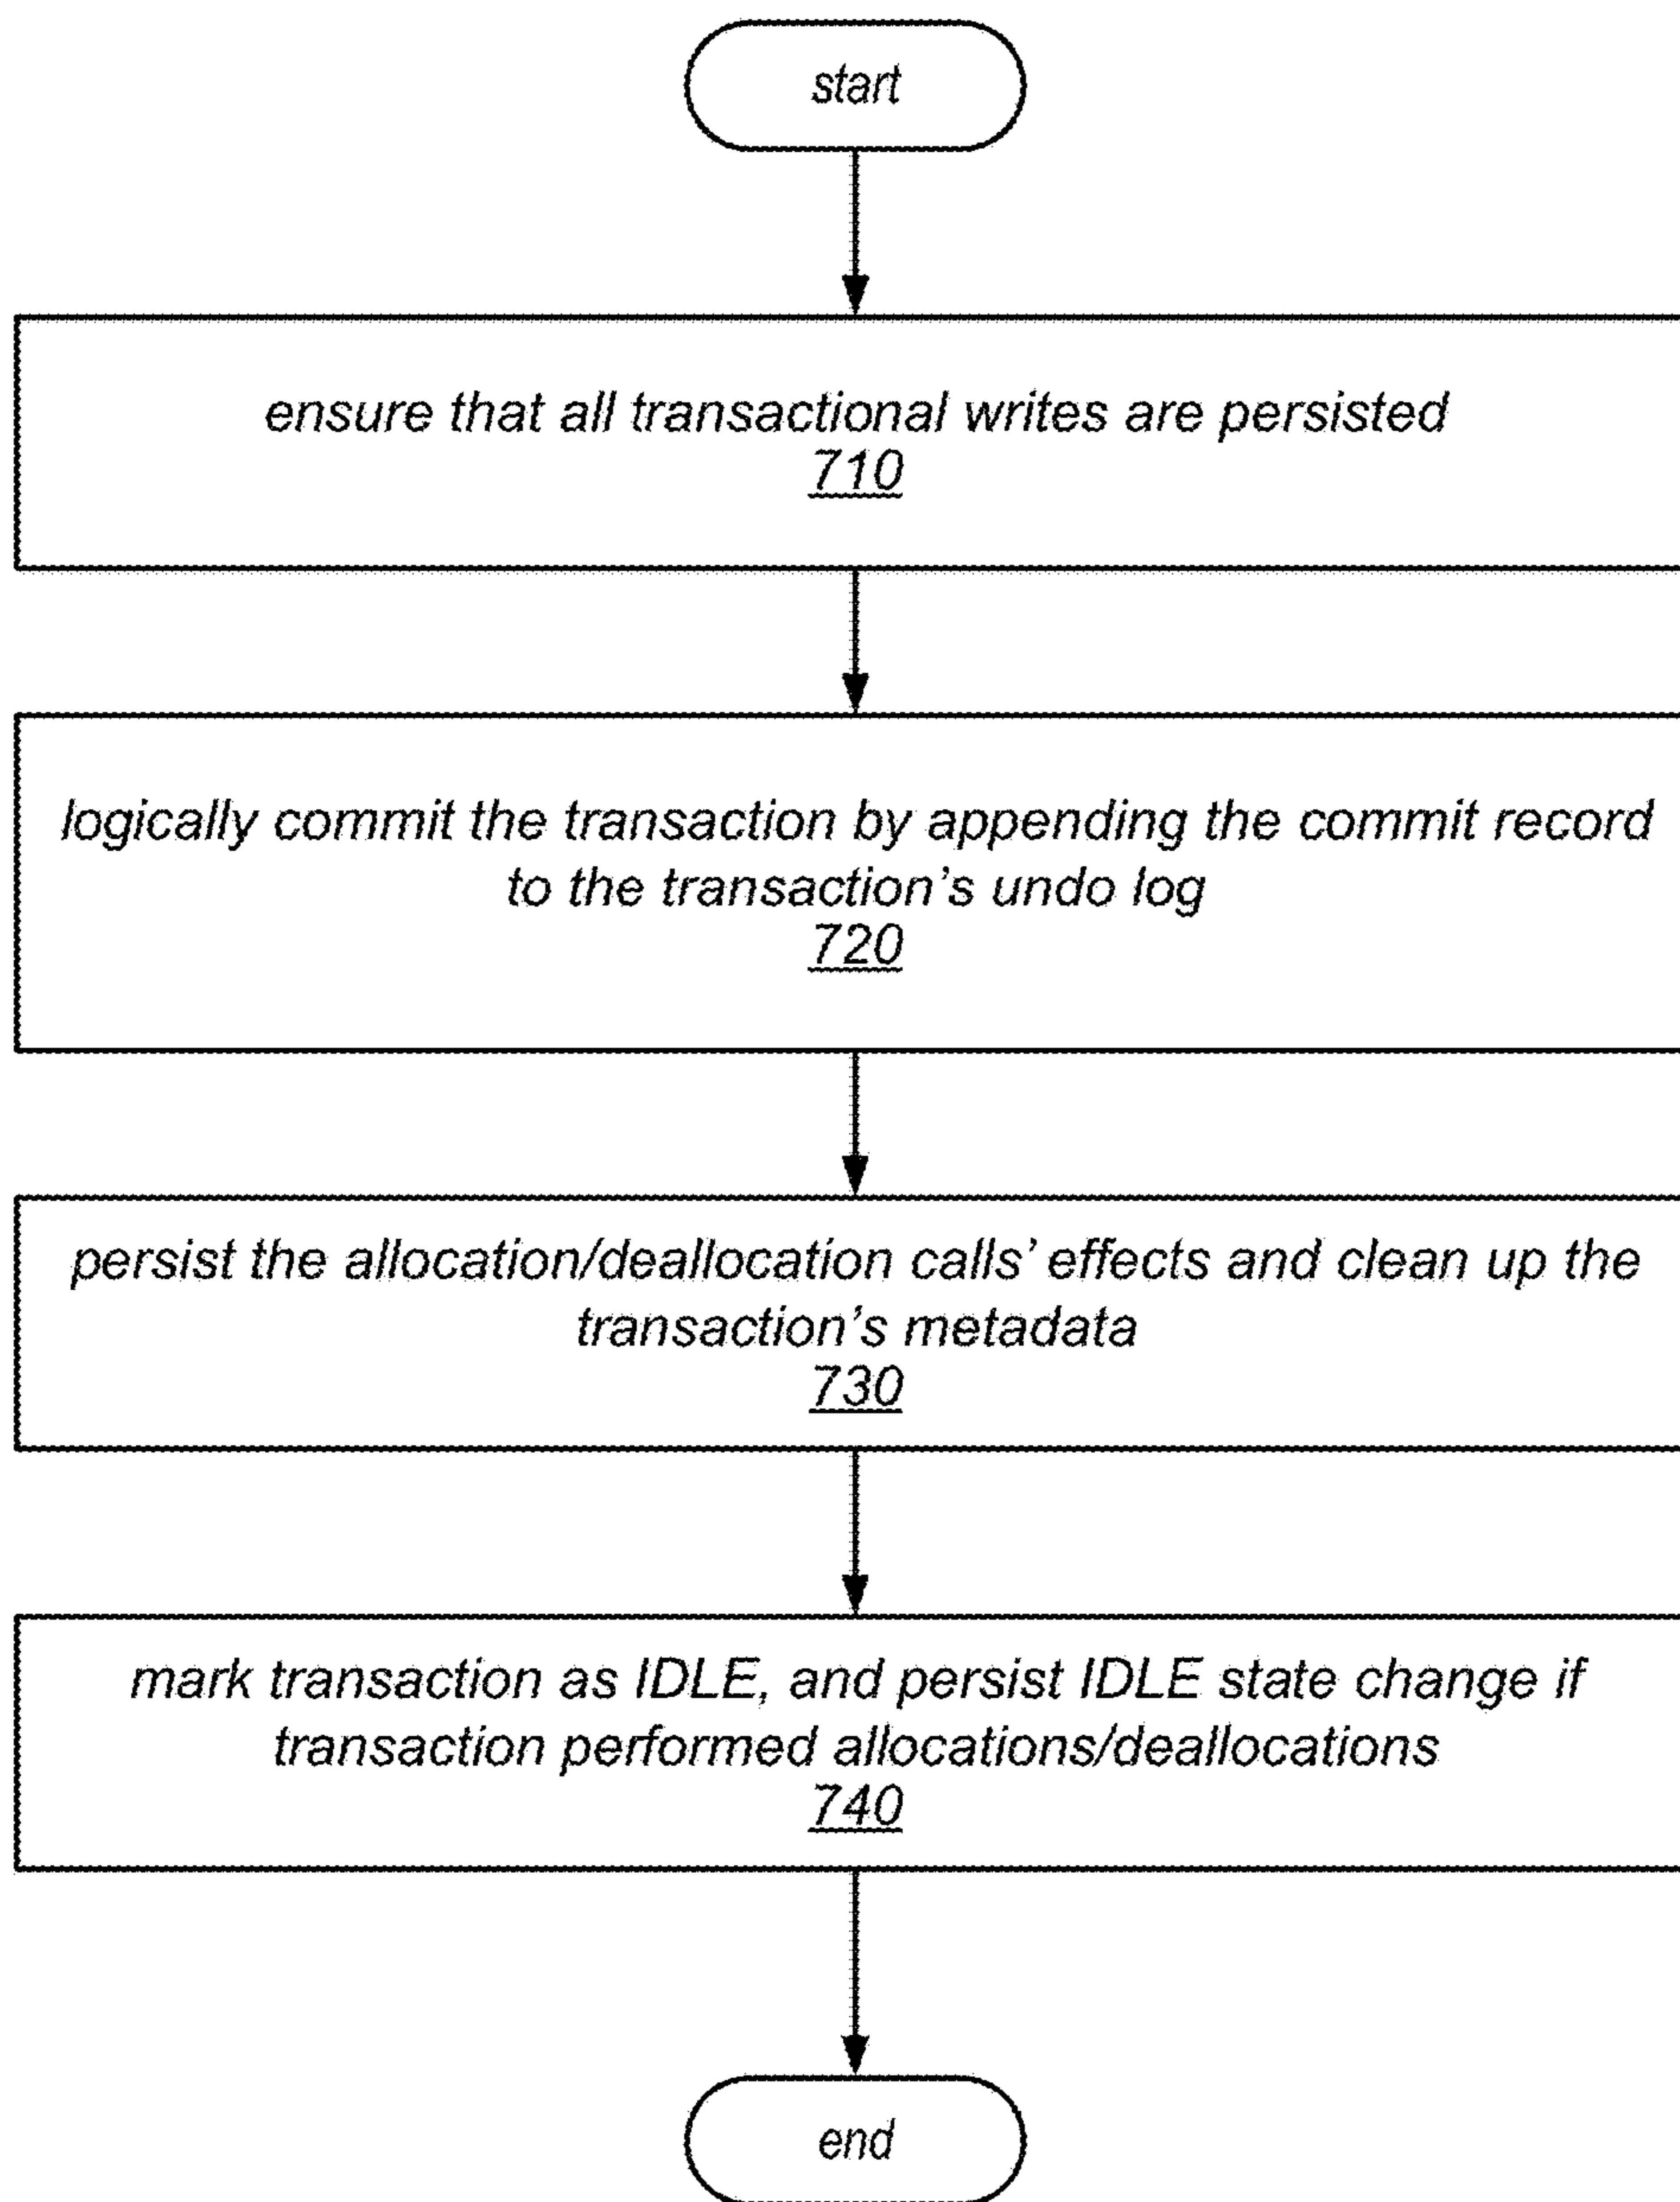 start
ensure that all transactional writes are persisted
710
logically commit the transaction by appending the commit record
to the transaction's undo log
720
persist the allocation/deallocation calls' effects and clean up the
transaction's metadata
730
mark transaction as IDLE, and persist IDLE state change if
transaction performed allocations/deallocations
740
end